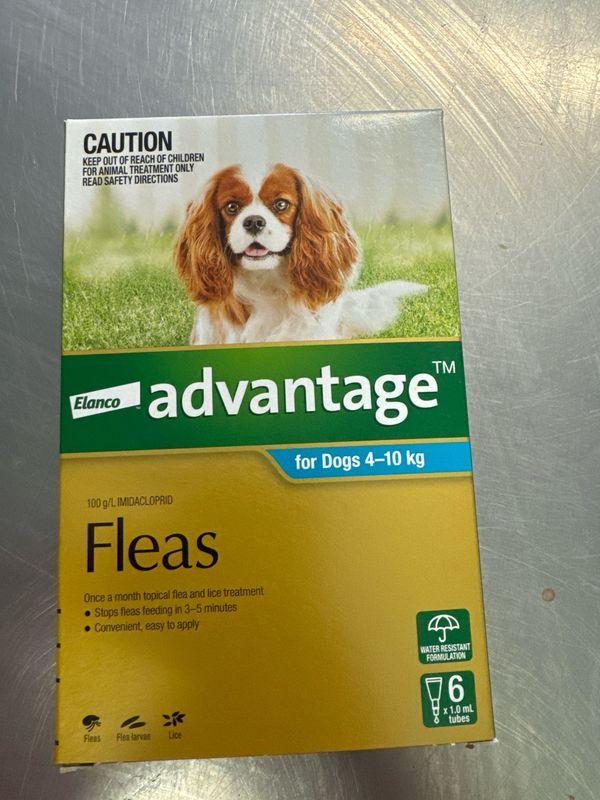 CAUTION
KEEP OUT OF REACH OF CHILDREN
FOR ANIMAL TREATMENT ONLY
READ SAFETY DIRECTIONS
Elanco
advantage™
for Dogs 4–10 kg
100 g/L IMIDACLOPRID
Fleas
Once a month topical flea and lice treatment
• Stops fleas feeding in 3–5 minutes
• Convenient, easy to apply
WATER RESISTANT
FORMULATION
6
x 1.0 mL
tubes
Fleas
Flea larvae
Lice